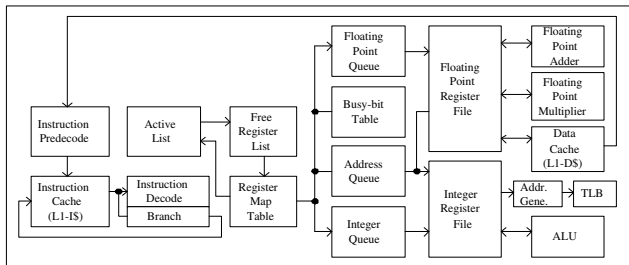 Floating
Point
Queue
Floating
Point
Register
File
Floating
Point
Adder
Floating
Point
Multiplier
Busy-bit
Table
Instruction
Predecode
Active
List
Free
Register
List
Data
Cache
(L1-D$)
Instruction
Cache
(L1-I$)
Instruction
Decode
Branch
Register
Map
Table
Address
Queue
Integer
Queue
Integer
Register
File
Addr.
Gene.
TLB
ALU